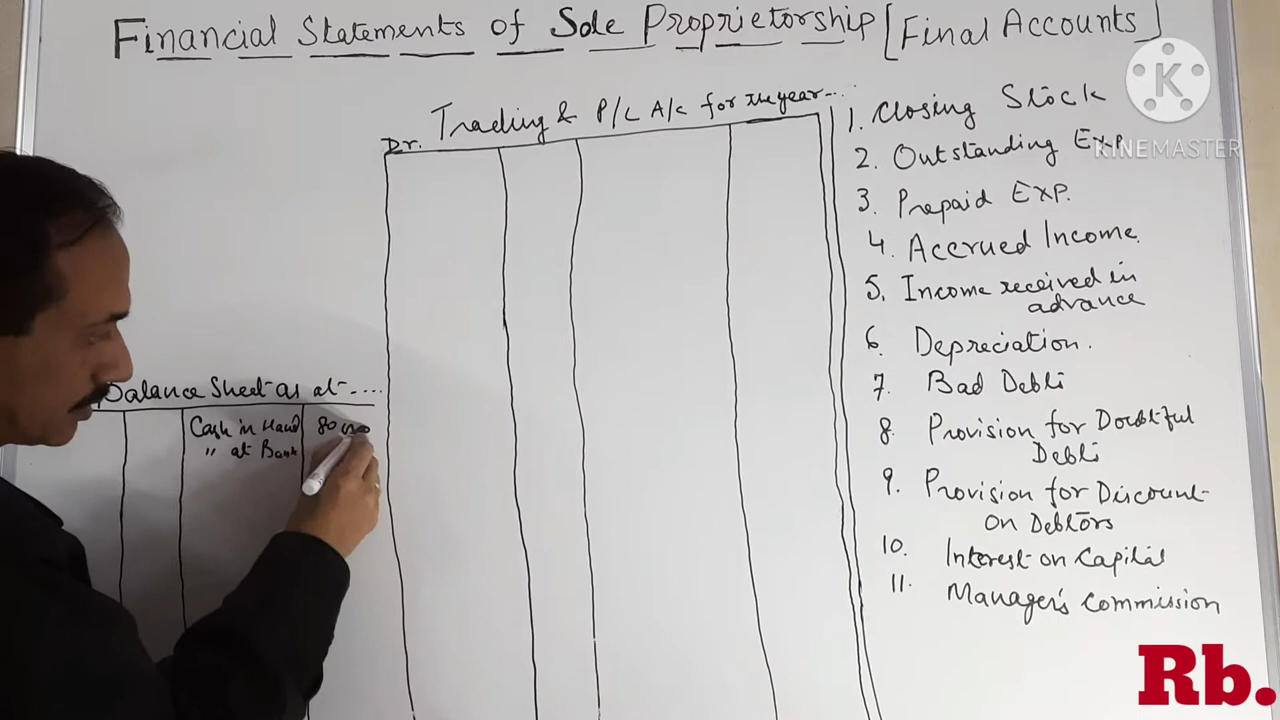 Financial Statements of Sole Proprietorship [Final Accounts]
Trading & P/L A/c for the year....
Dr.
1. Closing Stock
2. Outstanding Exp.
3. Prepaid Exp.
4. Accrued Income.
5. Income received in
advance
6. Depreciation.
7. Bad Debts
8. Provision for Doubtful
Debts
9. Provision for Discount
on Debtors
10. Interest on Capital
11. Manager's Commission
Balance Sheet as at ....
Cash in Hand
" at Bank
K
KINEMASTER
Rb.